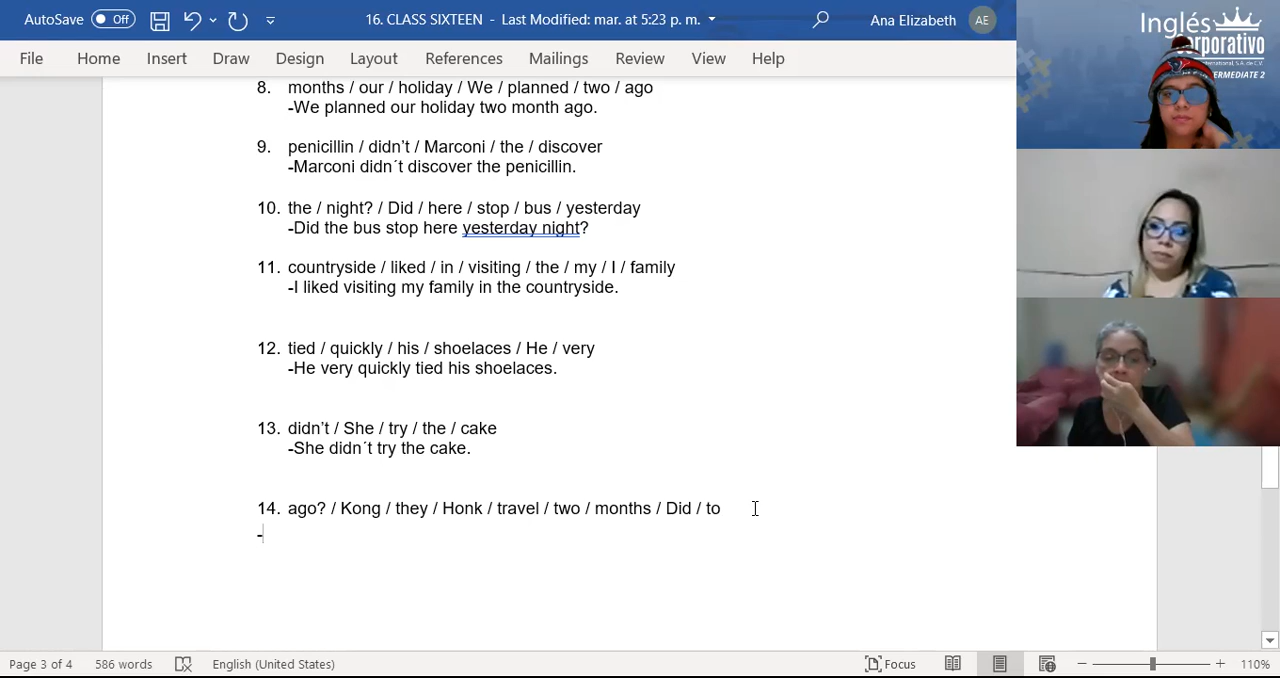 AutoSave Off 16. CLASS SIXTEEN - Last Modified: mar. at 5:23 p. m. Ana Elizabeth AE
File Home Insert Draw Design Layout References Mailings Review View Help
Inglés
Corporativo
International, S.A. de C.V.
INTERMEDIATE 2
8. months / our / holiday / We / planned / two / ago
-We planned our holiday two month ago.
9. penicillin / didn't / Marconi / the / discover
-Marconi didn´t discover the penicillin.
10. the / night? / Did / here / stop / bus / yesterday
-Did the bus stop here yesterday night?
11. countryside / liked / in / visiting / the / my / I / family
-I liked visiting my family in the countryside.
12. tied / quickly / his / shoelaces / He / very
-He very quickly tied his shoelaces.
13. didn't / She / try / the / cake
-She didn´t try the cake.
14. ago? / Kong / they / Honk / travel / two / months / Did / to
-
Page 3 of 4 586 words English (United States) Focus 110%